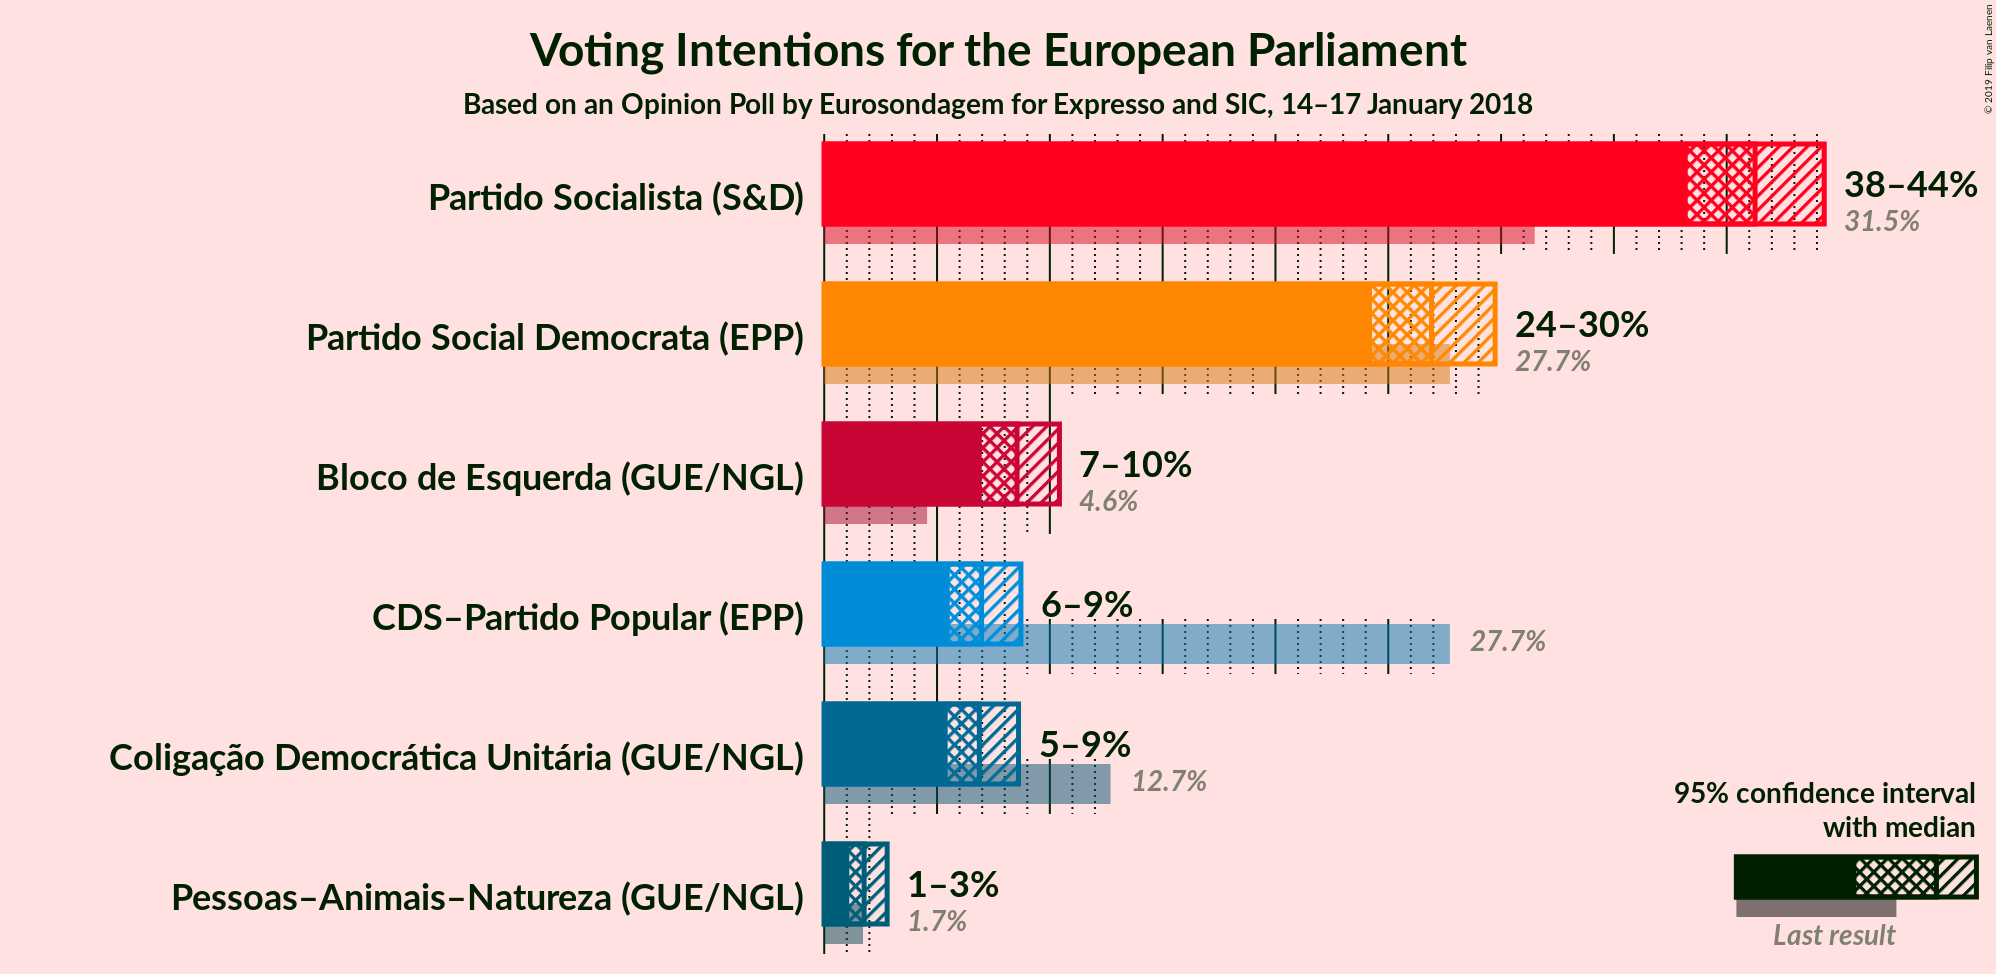 Voting Intentions for the European Parliament
Based on an Opinion Poll by Eurosondagem for Expresso and SIC, 14–17 January 2018
© 2019 Filip van Laenen
Partido Socialista (S&D)
38–44%
31.5%
Partido Social Democrata (EPP)
24–30%
27.7%
Bloco de Esquerda (GUE/NGL)
7–10%
4.6%
CDS–Partido Popular (EPP)
6–9%
27.7%
Coligação Democrática Unitária (GUE/NGL)
5–9%
12.7%
Pessoas–Animais–Natureza (GUE/NGL)
1–3%
1.7%
95% confidence interval
with median
Last result